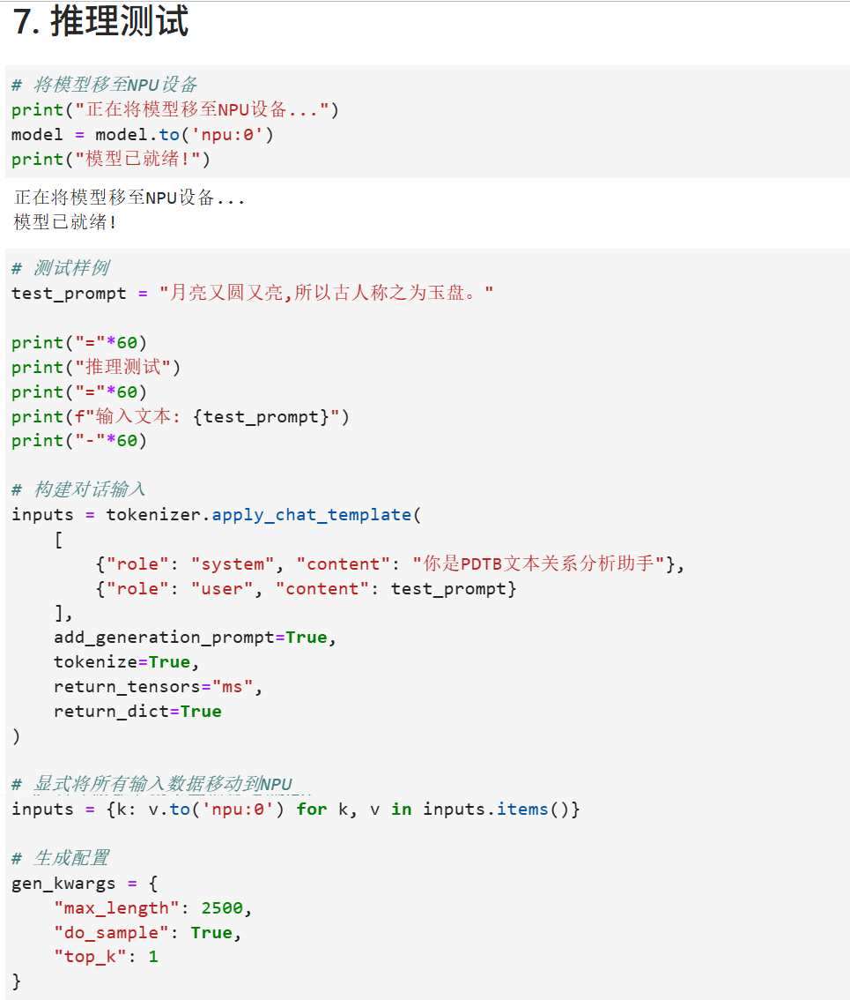 7. 推理测试
# 将模型移至NPU设备
print("正在将模型移至NPU设备...")
model = model.to('npu:0')
print("模型已就绪!")
正在将模型移至NPU设备...
模型已就绪!
# 测试样例
test_prompt = "月亮又圆又亮,所以古人称之为玉盘。"
print("="*60)
print("推理测试")
print("="*60)
print(f"输入文本: {test_prompt}")
print("-"*60)
# 构建对话输入
inputs = tokenizer.apply_chat_template(
    [
        {"role": "system", "content": "你是PDTB文本关系分析助手"},
        {"role": "user", "content": test_prompt}
    ],
    add_generation_prompt=True,
    tokenize=True,
    return_tensors="ms",
    return_dict=True
)
# 显式将所有输入数据移动到NPU
inputs = {k: v.to('npu:0') for k, v in inputs.items()}
# 生成配置
gen_kwargs = {
    "max_length": 2500,
    "do_sample": True,
    "top_k": 1
}